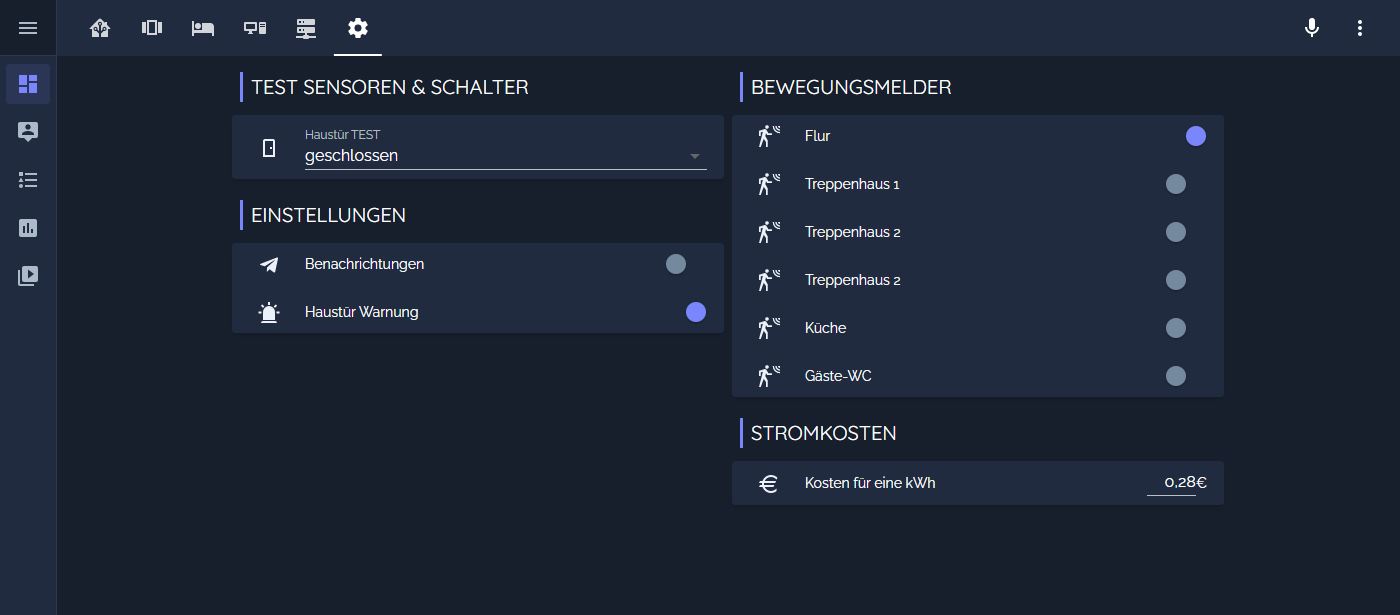 TEST SENSOREN & SCHALTER
Haustür TEST
geschlossen
EINSTELLUNGEN
Benachrichtungen
Haustür Warnung
BEWEGUNGSMELDER
Flur
Treppenhaus 1
Treppenhaus 2
Treppenhaus 2
Küche
Gäste-WC
STROMKOSTEN
Kosten für eine kWh 0,28€